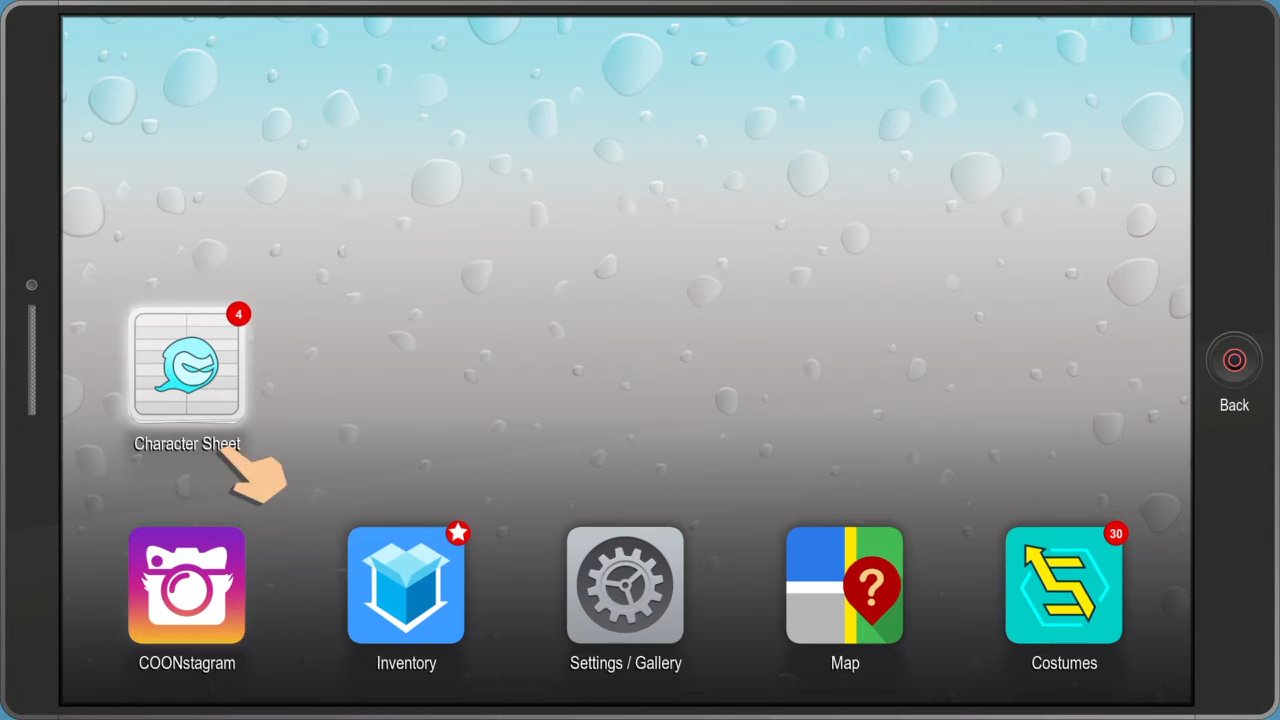 4
Character Sheet
Back
30
COONstagram
Inventory
Settings / Gallery
?
Map
Costumes